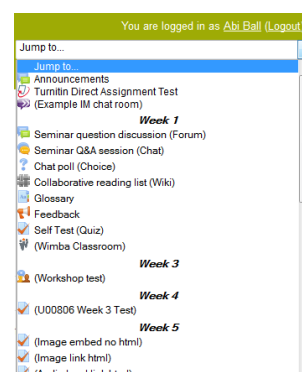 You are logged in as Abi Ball (Logout
Jump to...
Jump to...
Announcements
Turnitin Direct Assignment Test
(Example IM chat room)
Week 1
Seminar question discussion (Forum)
Seminar Q&A session (Chat)
Chat poll (Choice)
Collaborative reading list (Wiki)
Glossary
Feedback
Self Test (Quiz)
(Wimba Classroom)
Week 3
(Workshop test)
Week 4
(U00806 Week 3 Test)
Week 5
(Image embed no html)
(Image link html)